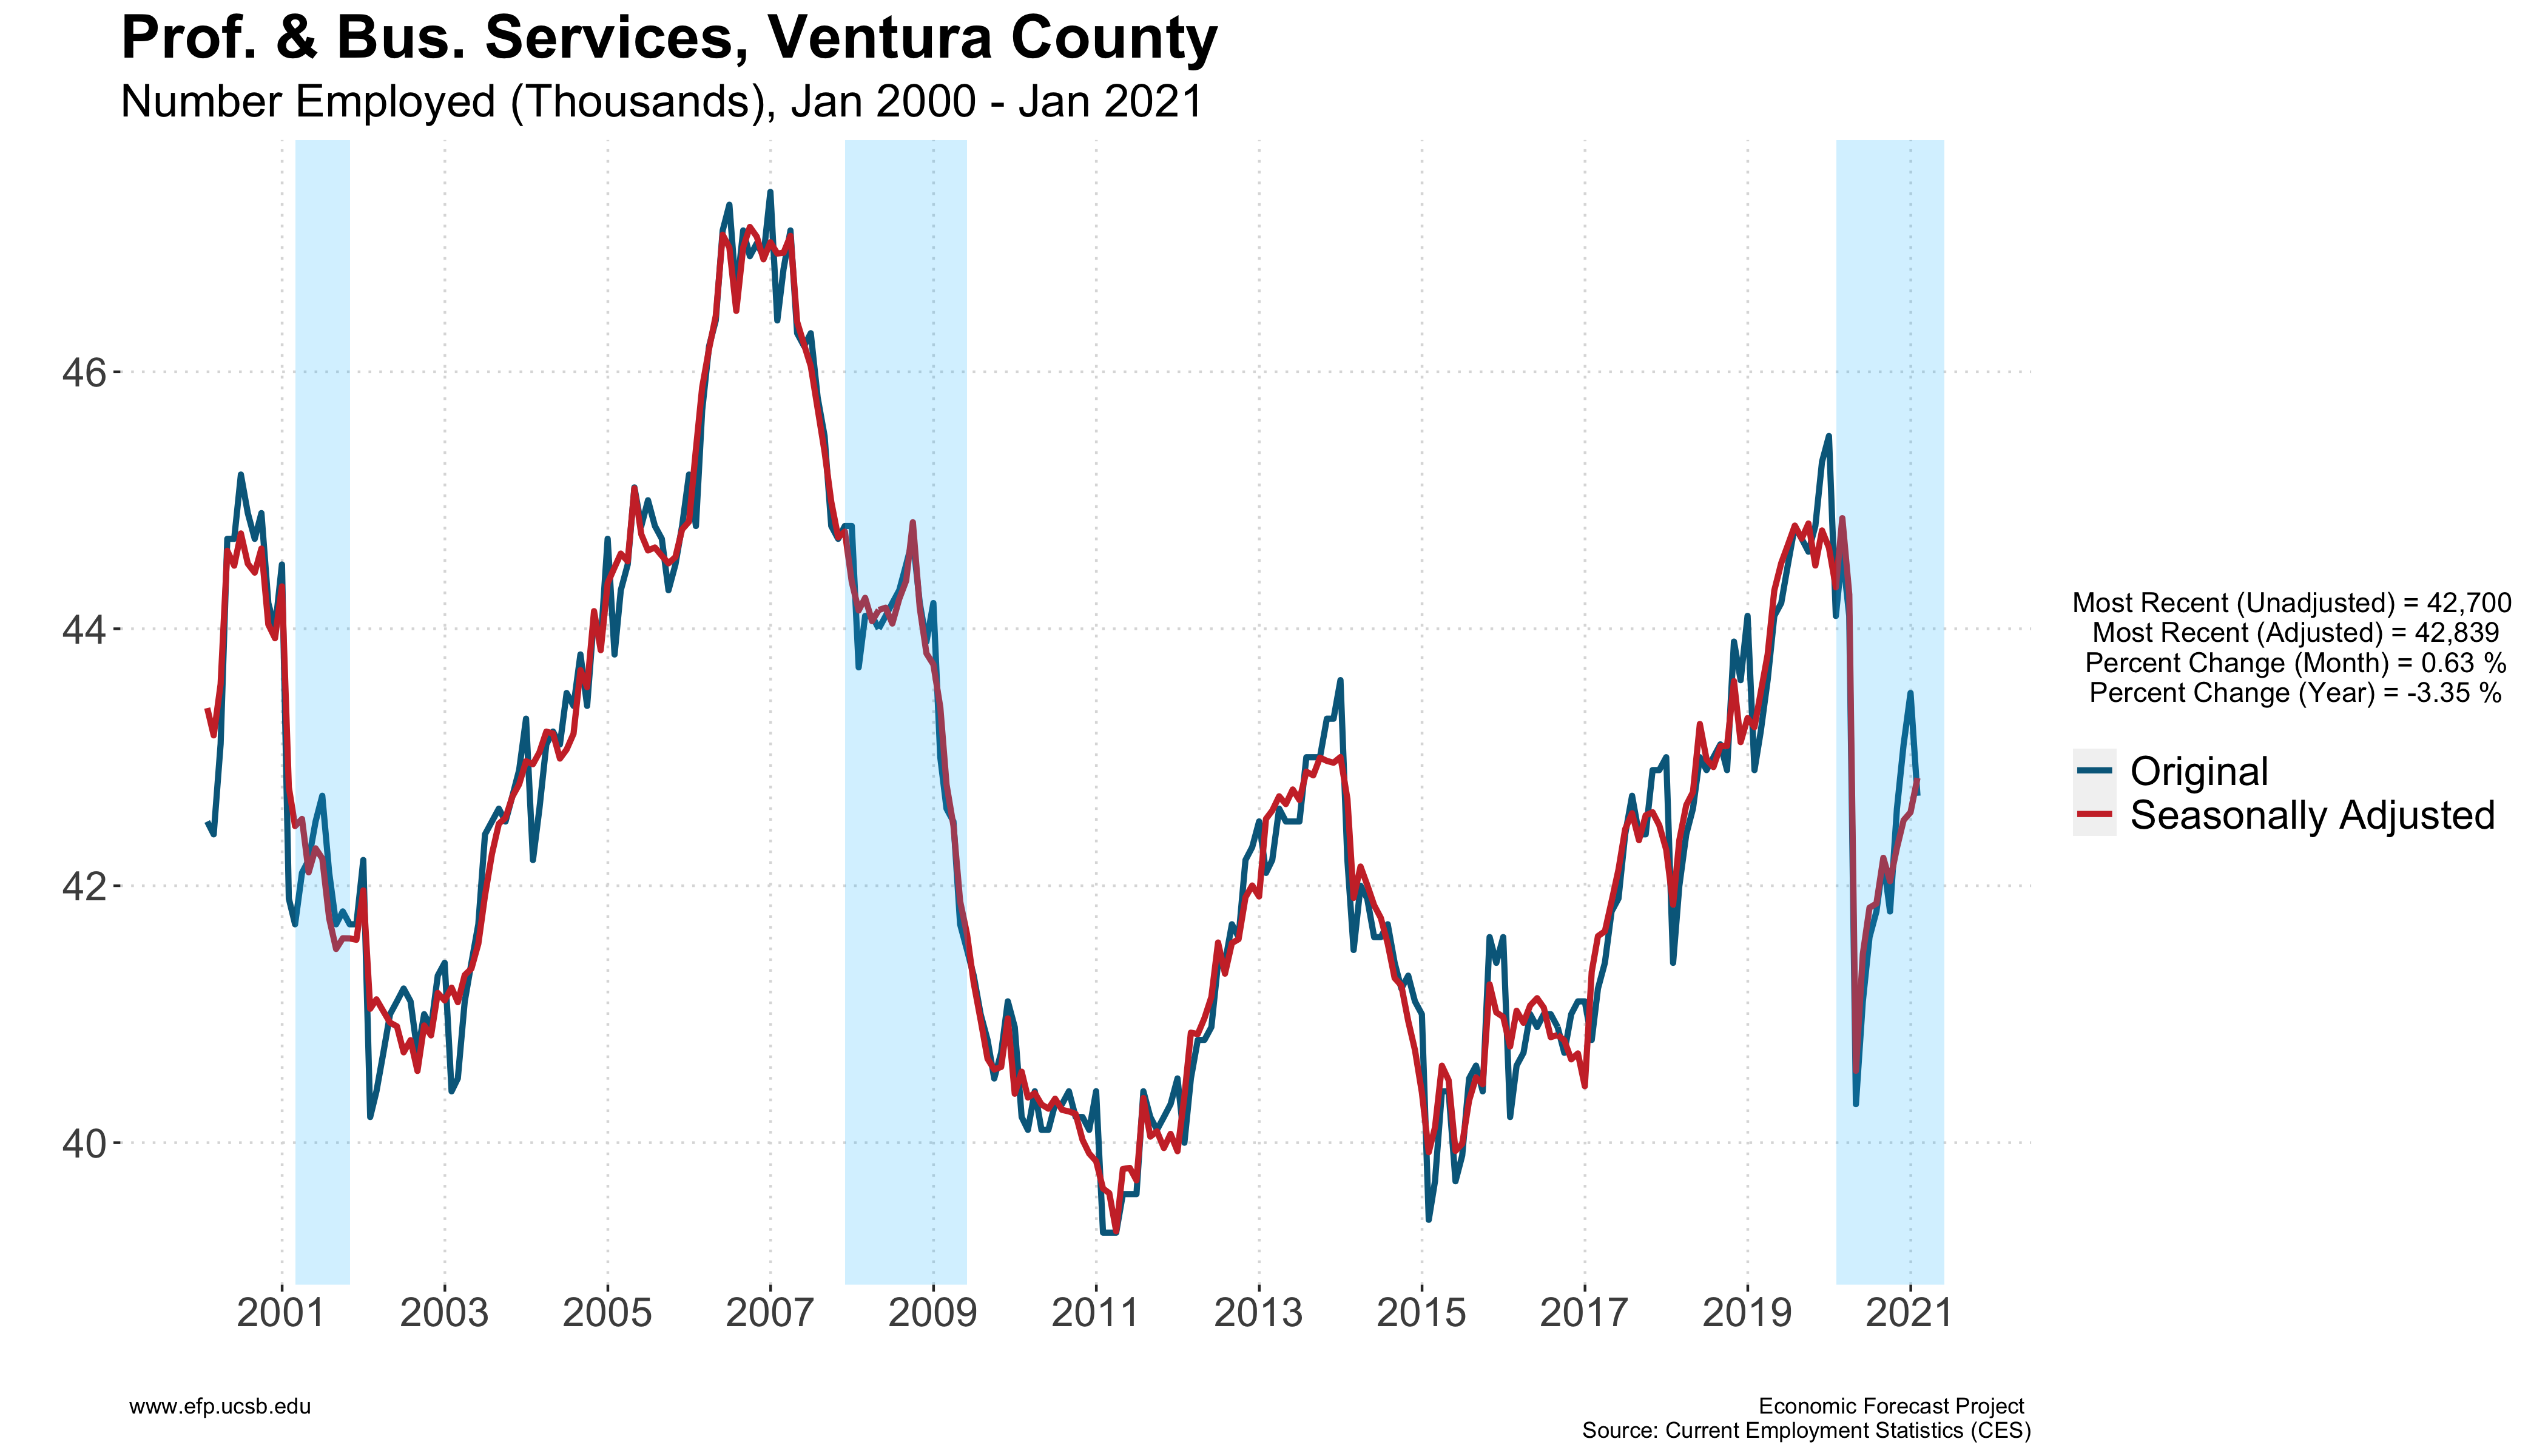 Prof. & Bus. Services, Ventura County
Number Employed (Thousands), Jan 2000 - Jan 2021
46
44
42
40
2001 2003 2005 2007 2009 2011 2013 2015 2017 2019 2021
Most Recent (Unadjusted) = 42,700
Most Recent (Adjusted) = 42,839
Percent Change (Month) = 0.63 %
Percent Change (Year) = -3.35 %
Original
Seasonally Adjusted
www.efp.ucsb.edu
Economic Forecast Project
Source: Current Employment Statistics (CES)